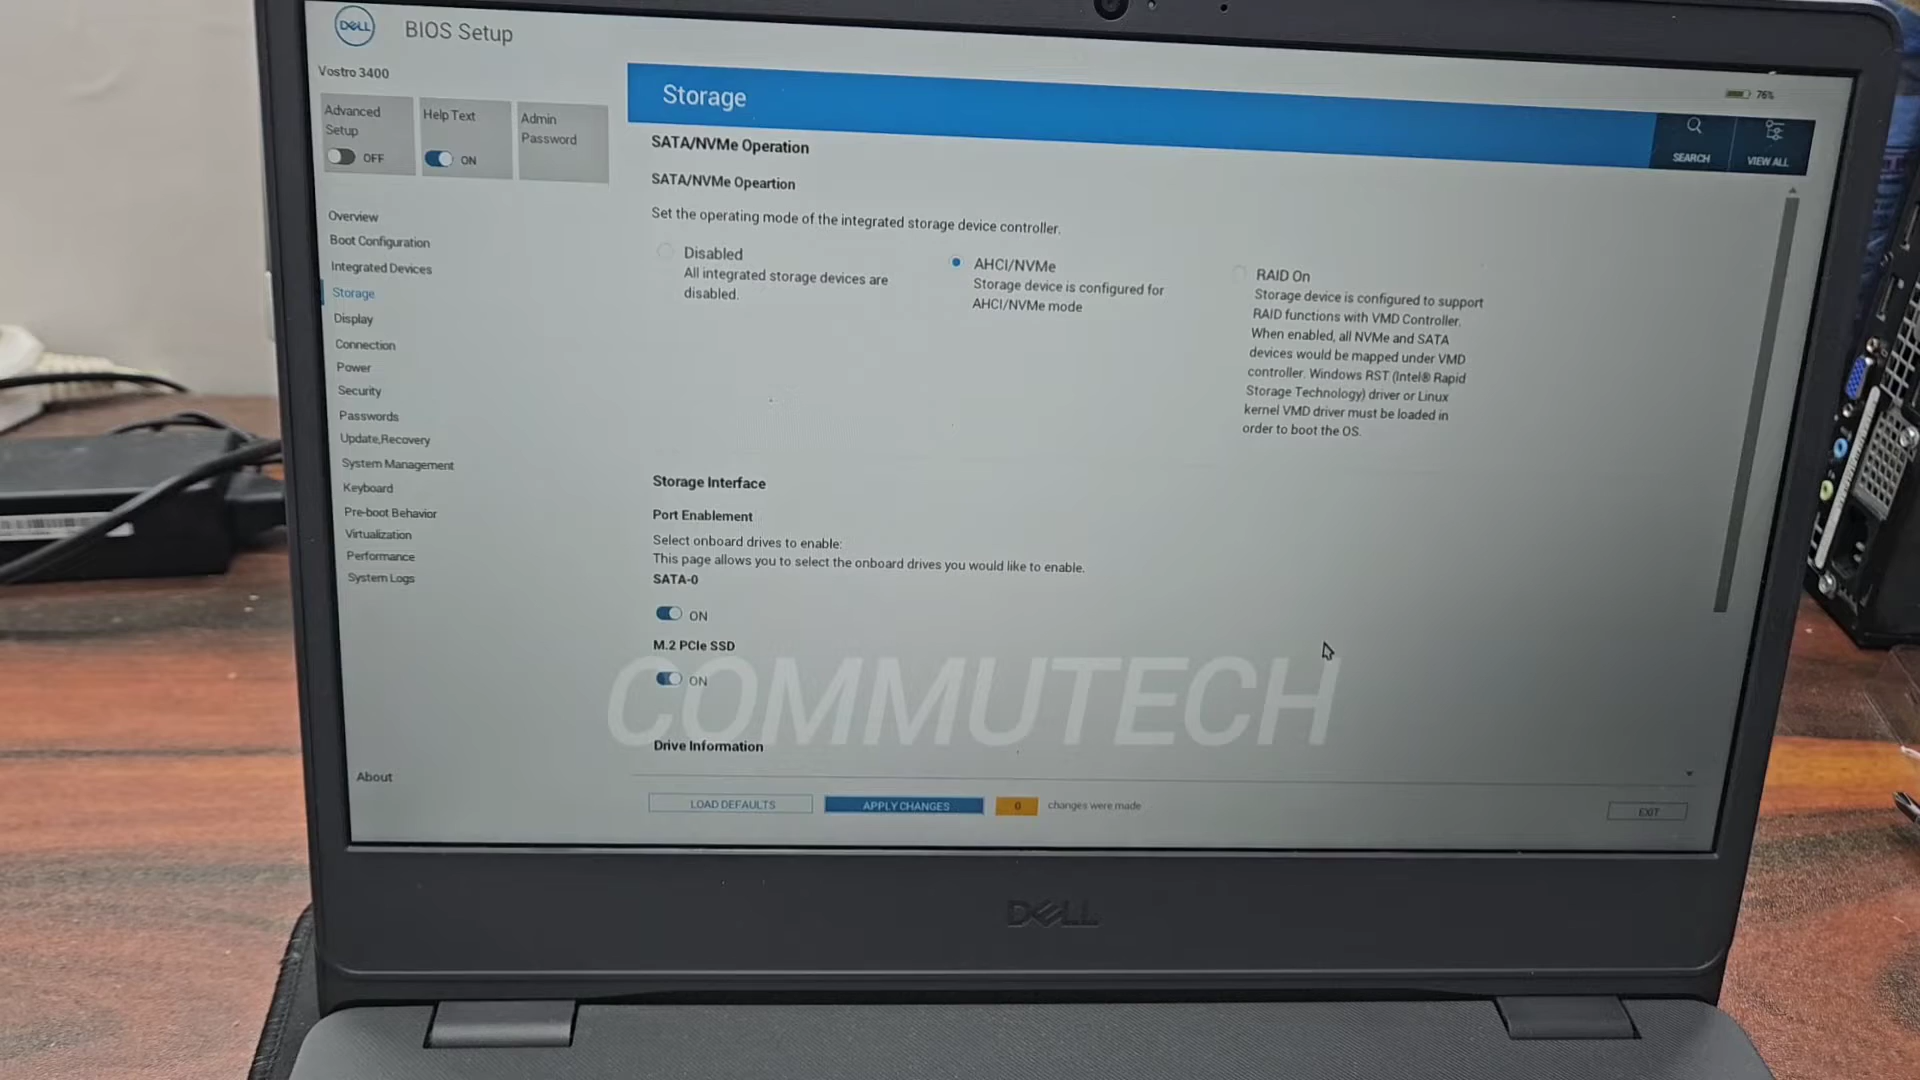 DELL
BIOS Setup
Vostro 3400
Advanced
Setup
OFF
Help Text
ON
Admin
Password
Storage
76%
SEARCH
VIEW ALL
Overview
Boot Configuration
Integrated Devices
Storage
Display
Connection
Power
Security
Passwords
Update,Recovery
System Management
Keyboard
Pre-boot Behavior
Virtualization
Performance
System Logs
About
SATA/NVMe Operation
SATA/NVMe Opeartion
Set the operating mode of the integrated storage device controller.
Disabled
All integrated storage devices are
disabled.
AHCI/NVMe
Storage device is configured for
AHCI/NVMe mode
RAID On
Storage device is configured to support
RAID functions with VMD Controller.
When enabled, all NVMe and SATA
devices would be mapped under VMD
controller. Windows RST (Intel® Rapid
Storage Technology) driver or Linux
kernel VMD driver must be loaded in
order to boot the OS.
Storage Interface
Port Enablement
Select onboard drives to enable:
This page allows you to select the onboard drives you would like to enable.
SATA-0
ON
M.2 PCIe SSD
ON
COMMUTECH
Drive Information
LOAD DEFAULTS
APPLY CHANGES
0
changes were made
EXIT
DELL